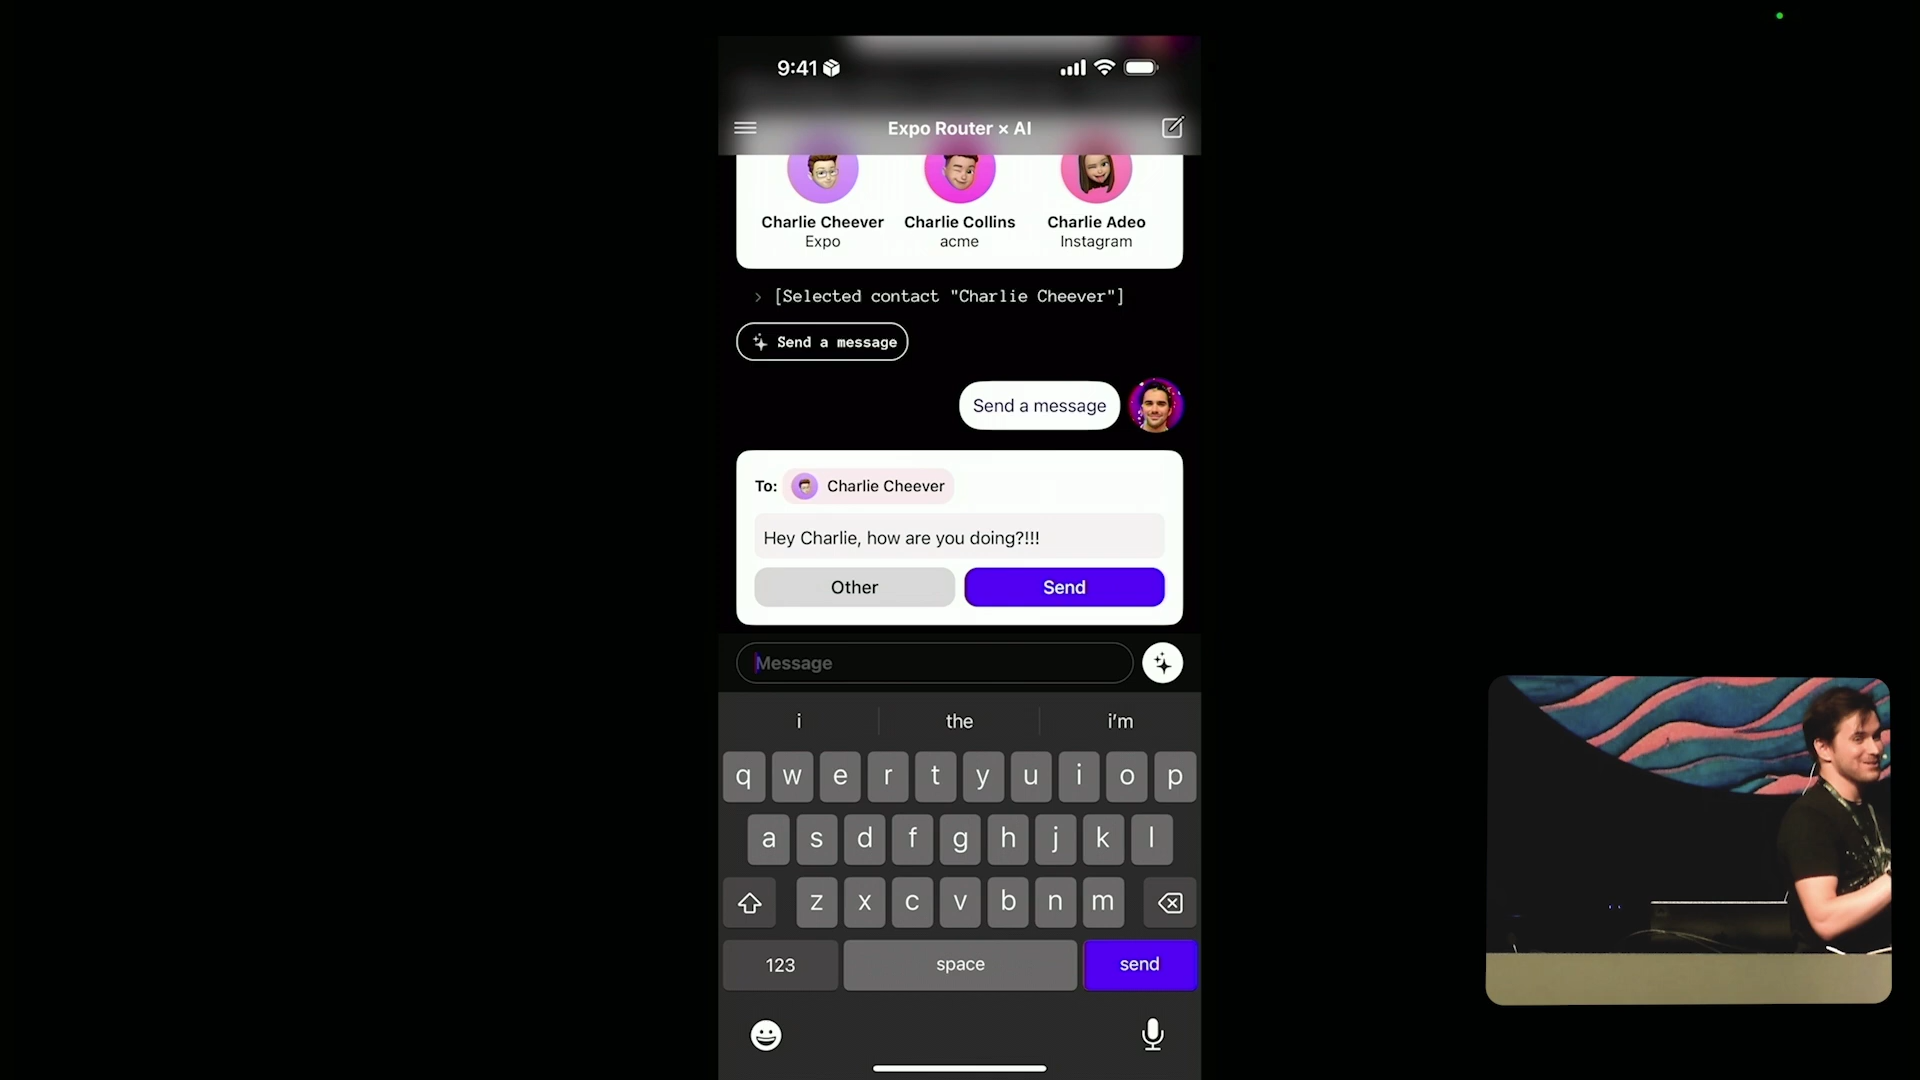 9:41
Expo Router × AI
Charlie Cheever Charlie Collins Charlie Adeo
Expo acme Instagram
> [Selected contact "Charlie Cheever"]
Send a message
Send a message
To: Charlie Cheever
Hey Charlie, how are you doing?!!!
Other Send
Message
i the i'm
q w e r t y u i o p
a s d f g h j k l
z x c v b n m
123 space send